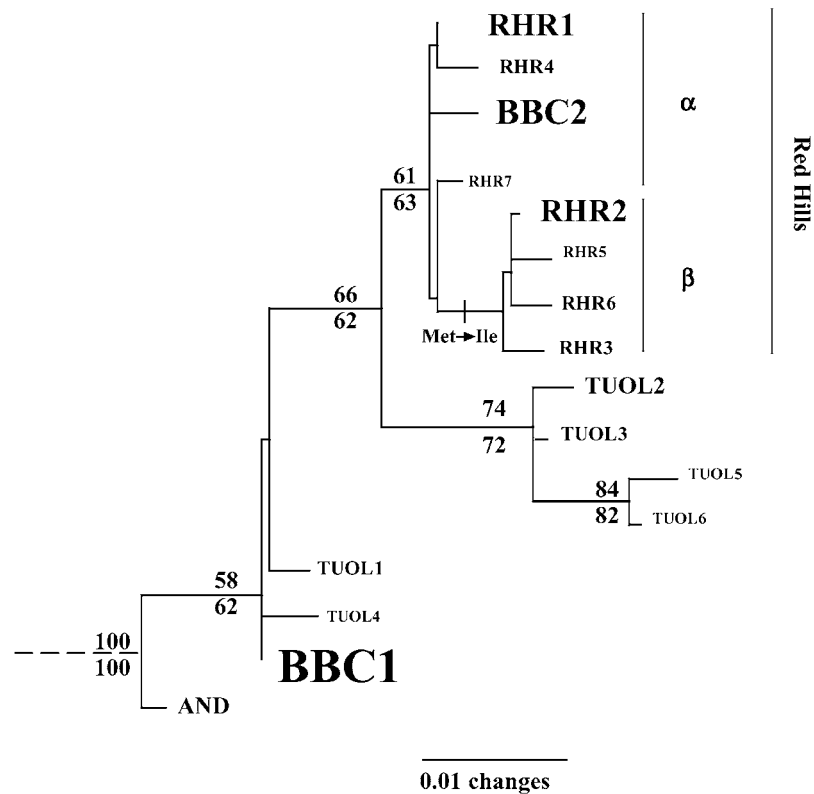 RHR1
RHR4
BBC2
α
Red Hills
61
63
RHR7
RHR2
RHR5
β
RHR6
66
62
Met→Ile
RHR3
TUOL2
74
72
TUOL3
TUOL5
84
82
TUOL6
TUOL1
58
62
TUOL4
100
100
BBC1
AND
0.01 changes